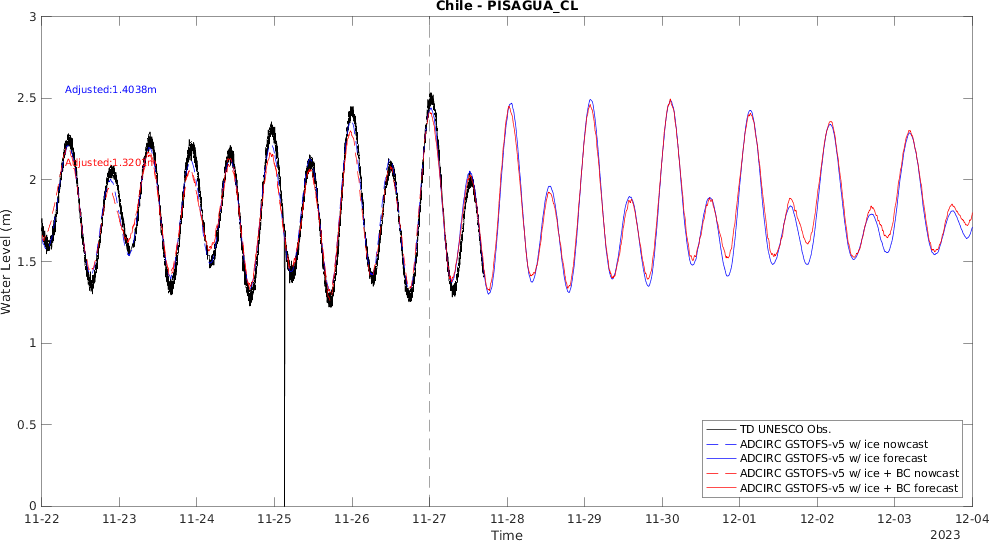 Chile - PISAGUA_CL
3
2.5
2
1.5
1
0.5
0
Water Level (m)
Adjusted:1.4038m
TD UNESCO Obs.
ADCIRC GSTOFS-v5 w/ ice nowcast
ADCIRC GSTOFS-v5 w/ ice forecast
ADCIRC GSTOFS-v5 w/ ice + BC nowcast
ADCIRC GSTOFS-v5 w/ ice + BC forecast
11-22 11-23 11-24 11-25 11-26 11-27 11-28 11-29 11-30 12-01 12-02 12-03 12-04
Time
2023